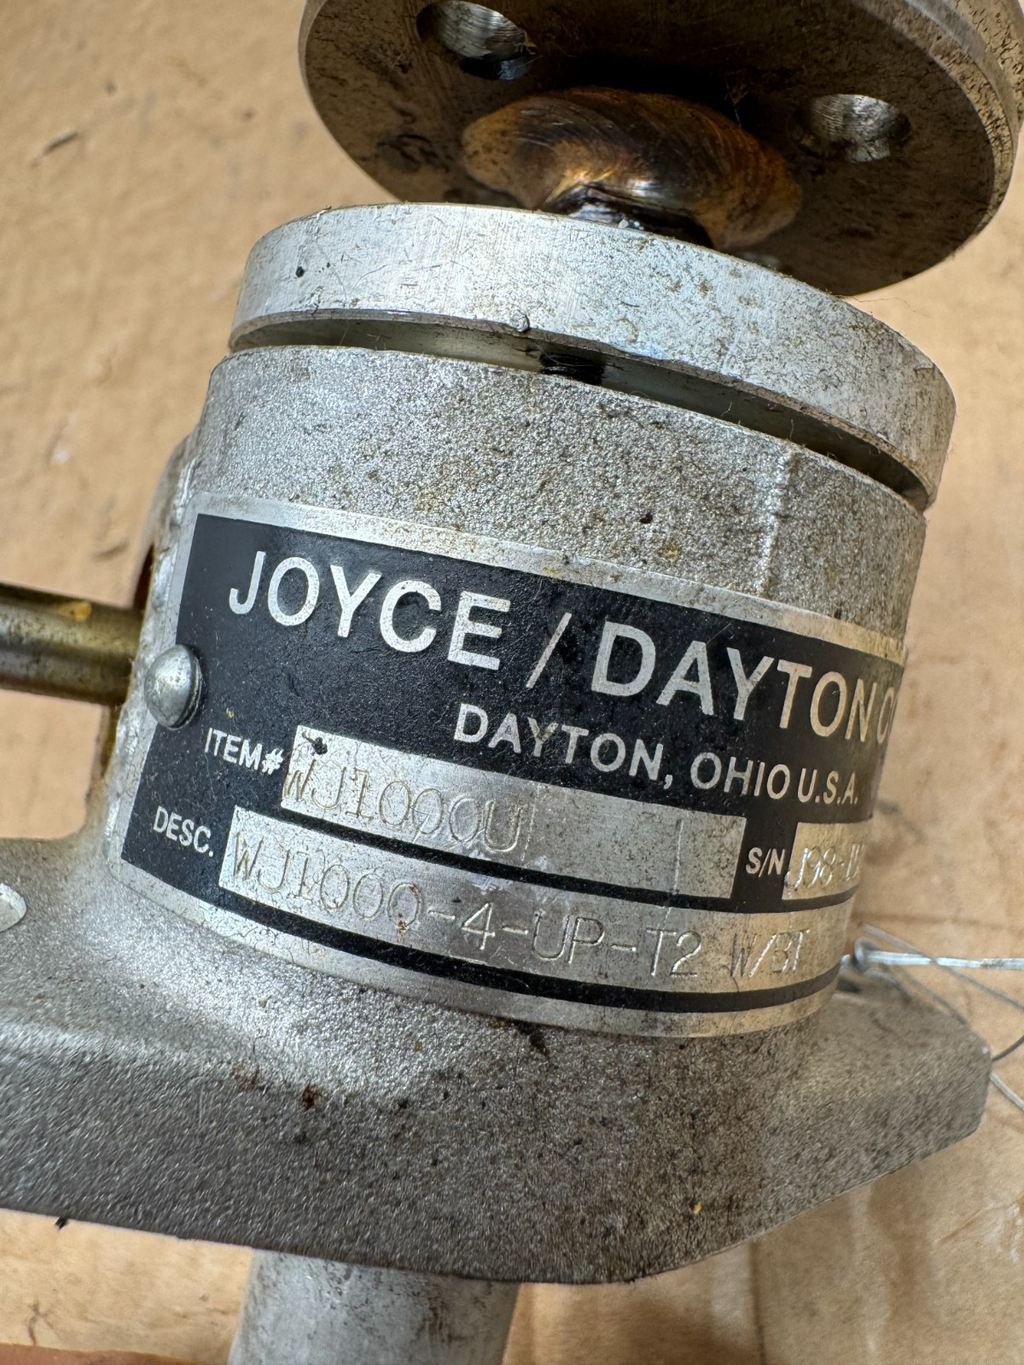 JOYCE / DAYTON
DAYTON, OHIO U.S.A.
ITEM# WJ1000U
S/N
DESC. WJ1000-4-UP-T2 W/BT